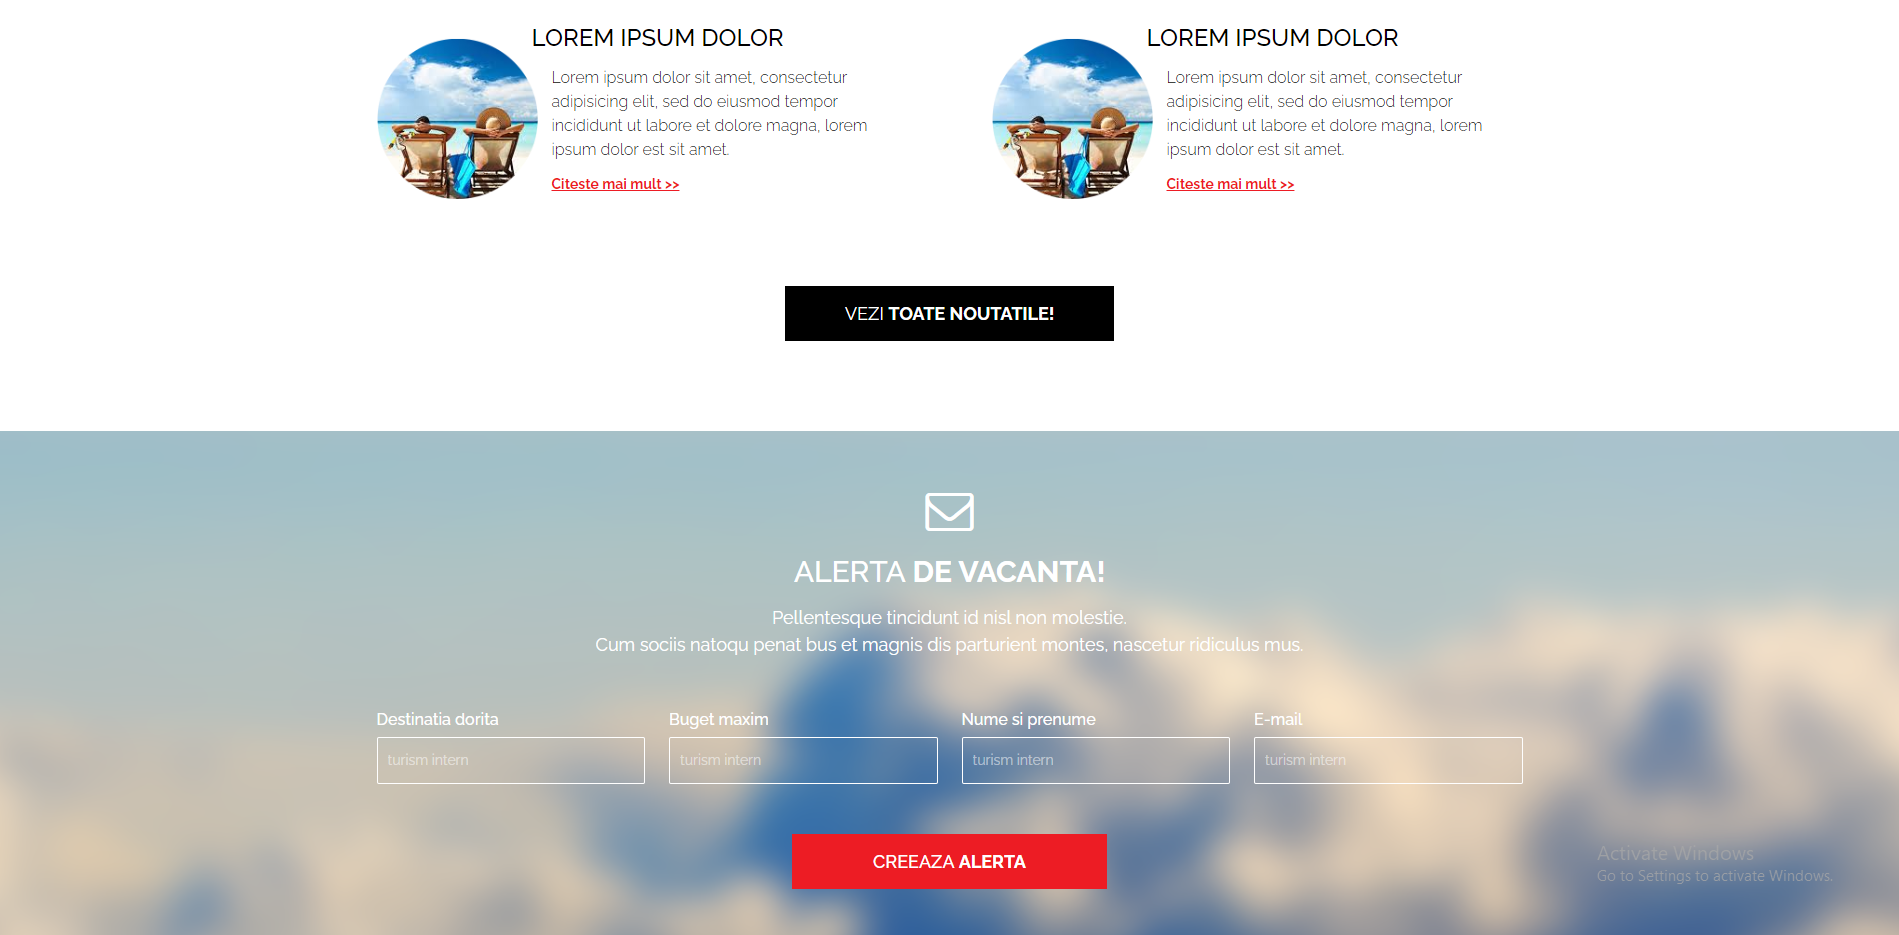 LOREM IPSUM DOLOR
Lorem ipsum dolor sit amet, consectetur
adipisicing elit, sed do eiusmod tempor
incididunt ut labore et dolore magna, lorem
ipsum dolor est sit amet.
Citeste mai mult >>
LOREM IPSUM DOLOR
Lorem ipsum dolor sit amet, consectetur
adipisicing elit, sed do eiusmod tempor
incididunt ut labore et dolore magna, lorem
ipsum dolor est sit amet.
Citeste mai mult >>
VEZI TOATE NOUTATILE!
ALERTA DE VACANTA!
Pellentesque tincidunt id nisl non molestie.
Cum sociis natoqu penat bus et magnis dis parturient montes, nascetur ridiculus mus.
Destinatia dorita
turism intern
Buget maxim
turism intern
Nume si prenume
turism intern
E-mail
turism intern
CREEAZA ALERTA
Activate Windows
Go to Settings to activate Windows.